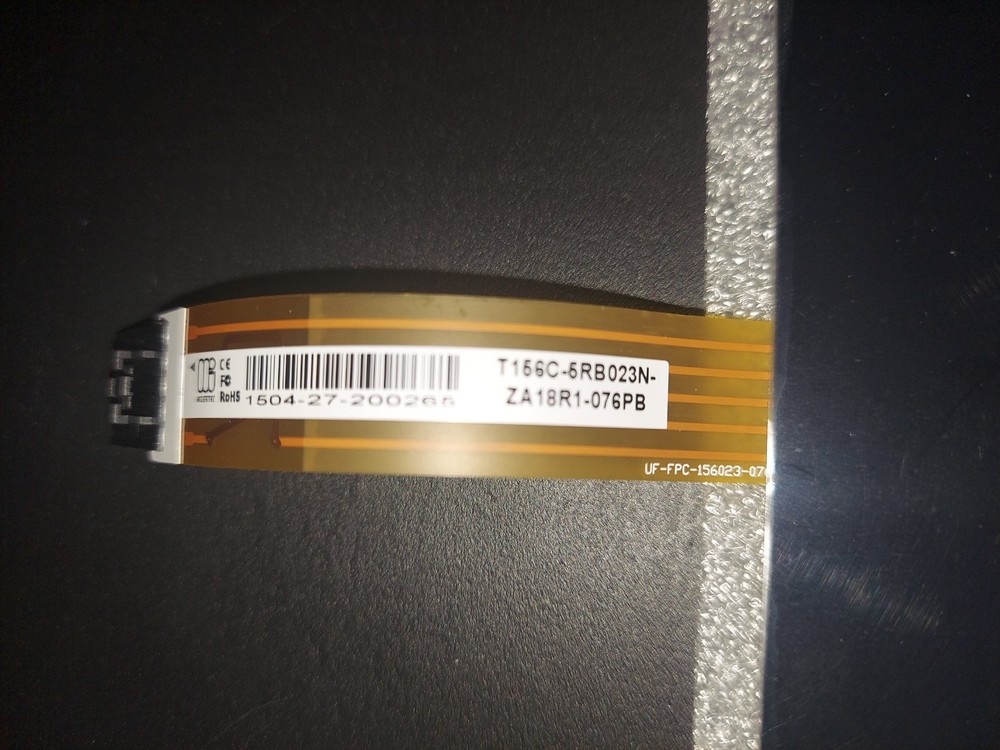 CE
FC
RoHS
1504-27-200265
T156C-5RB023N-
ZA18R1-076PB
UF-FPC-156023-07